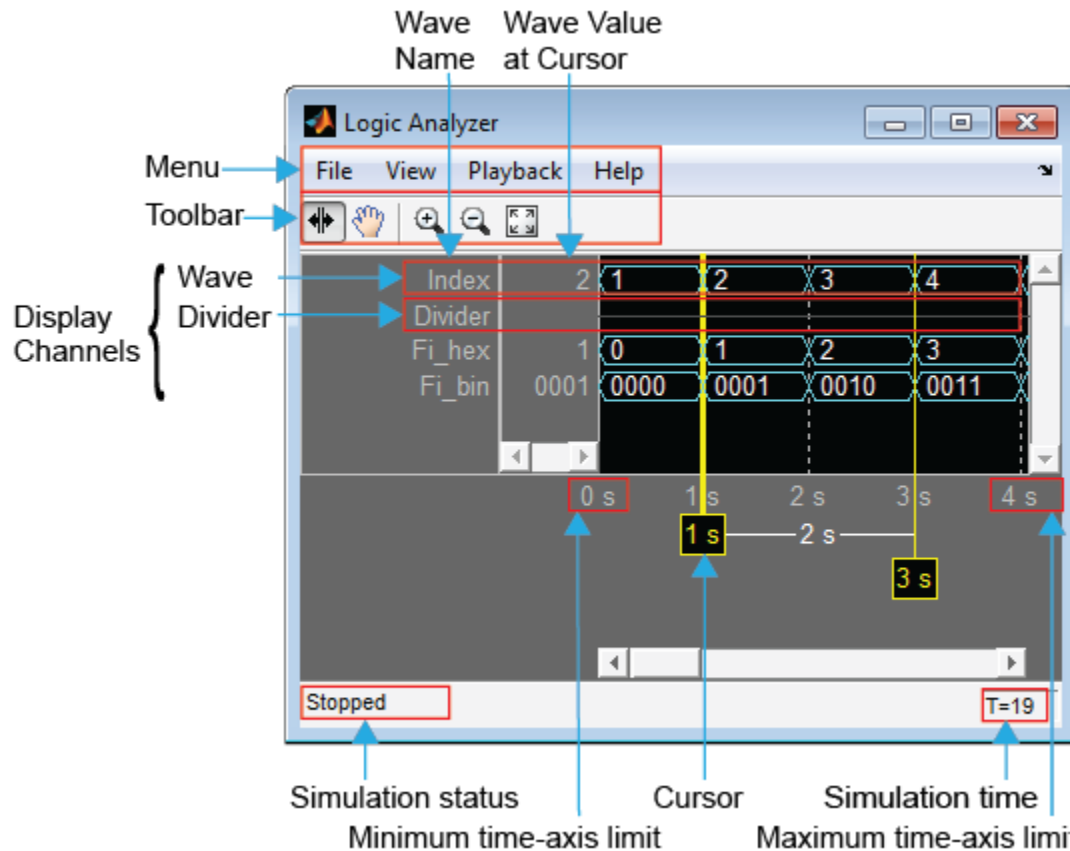 Wave Wave Value
Name at Cursor
Logic Analyzer
Menu File View Playback Help
Toolbar
Wave Index 2 1 2 3 4
Display
Channels
Divider Divider
Fi_hex 1 0 1 2 3
Fi_bin 0001 0000 0001 0010 0011
0 s 1 s 2 s 3 s 4 s
1 s 2 s
3 s
Stopped T=19
Simulation status Cursor Simulation time
Minimum time-axis limit Maximum time-axis limit